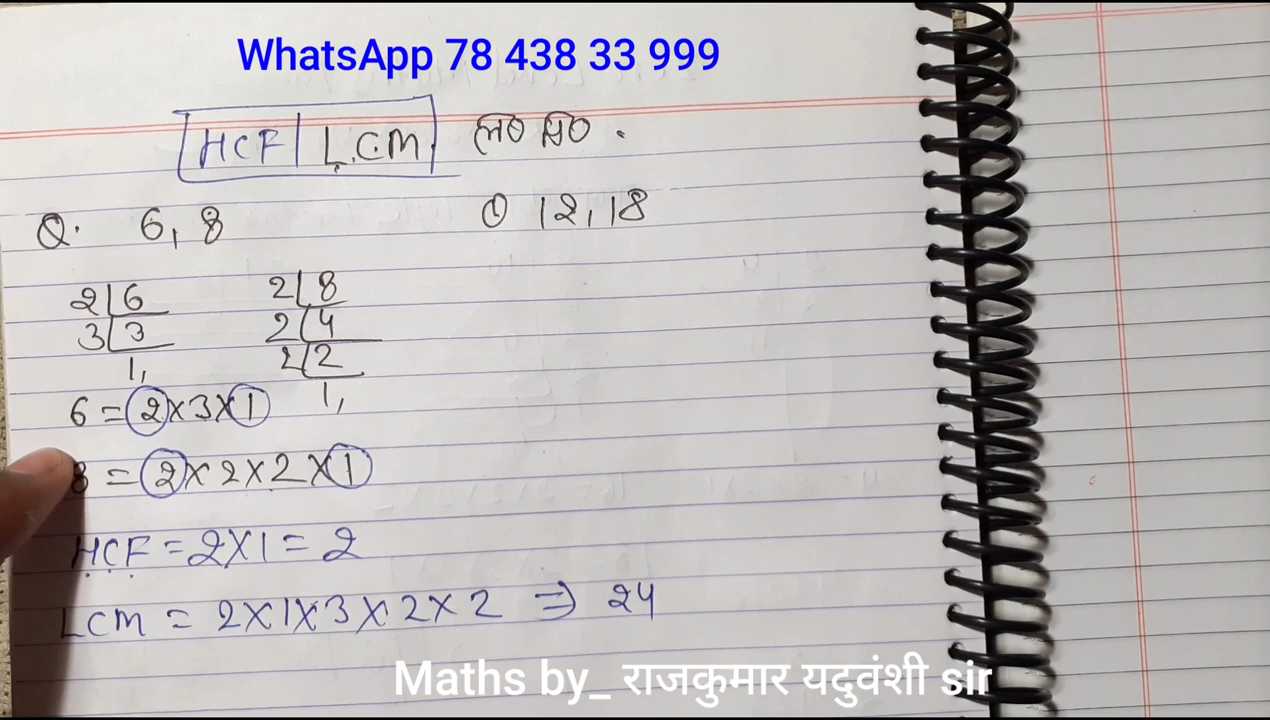 WhatsApp 78 438 33 999
HCF | L.C.M. ल० स० .
Q. 6, 8
Q 12, 18
2 6
3 3
1,
2 8
2 4
2 2
1,
6 = 2×3×1
8 = 2×2×2×1
H.C.F. = 2×1 = 2
LCM = 2×1×3×2×2 ⇒ 24
Maths by_ राजकुमार यदुवंशी sir